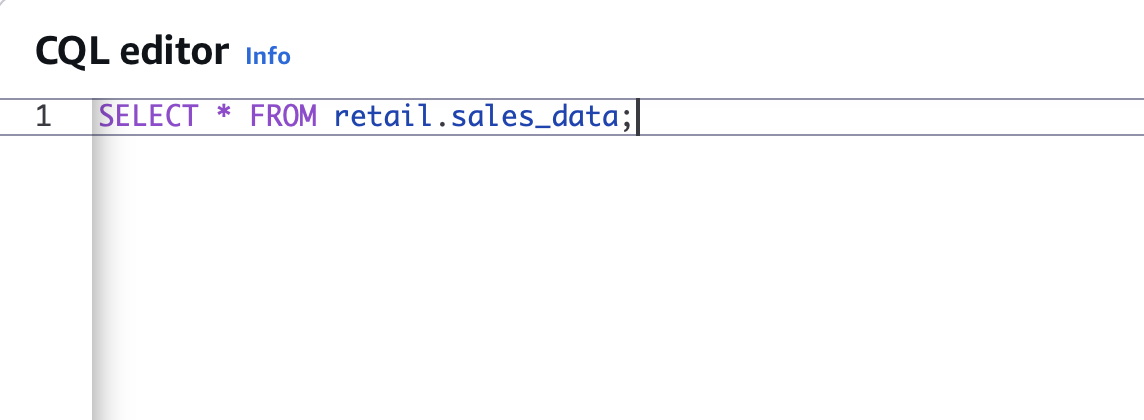 CQL editor Info
1 SELECT * FROM retail.sales_data;